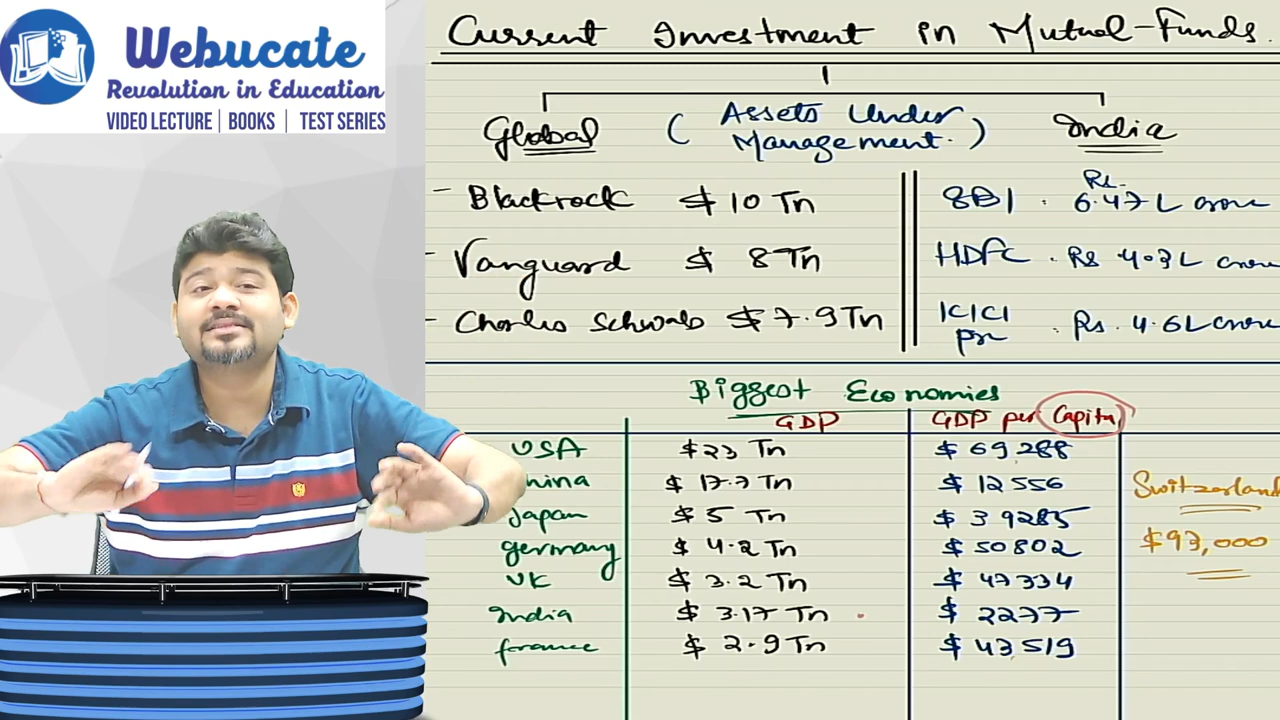 Webucate
Revolution in Education
VIDEO LECTURE | BOOKS | TEST SERIES
Current Investment in Mutual-Funds.
Global ( Assets Under Management. ) India
- Blackrock $ 10 Tn
SBI . Rs. 6.47 L crore
- Vanguard $ 8 Tn
HDFC . Rs 4.3 L crore
- Charles Schwab $ 7.9 Tn
ICICI pr . Rs. 4.6 L crore
Biggest Economies
GDP GDP per Capita
USA $23 Tn $ 69288
hina $ 17.7 Tn $ 12556
Japan $ 5 Tn $ 39285
Germany $ 4.2 Tn $ 50802
UK $ 3.2 Tn $ 47334
India $ 3.17 Tn $ 2277
france $ 2.9 Tn $ 43519
Switzerland
$93,000